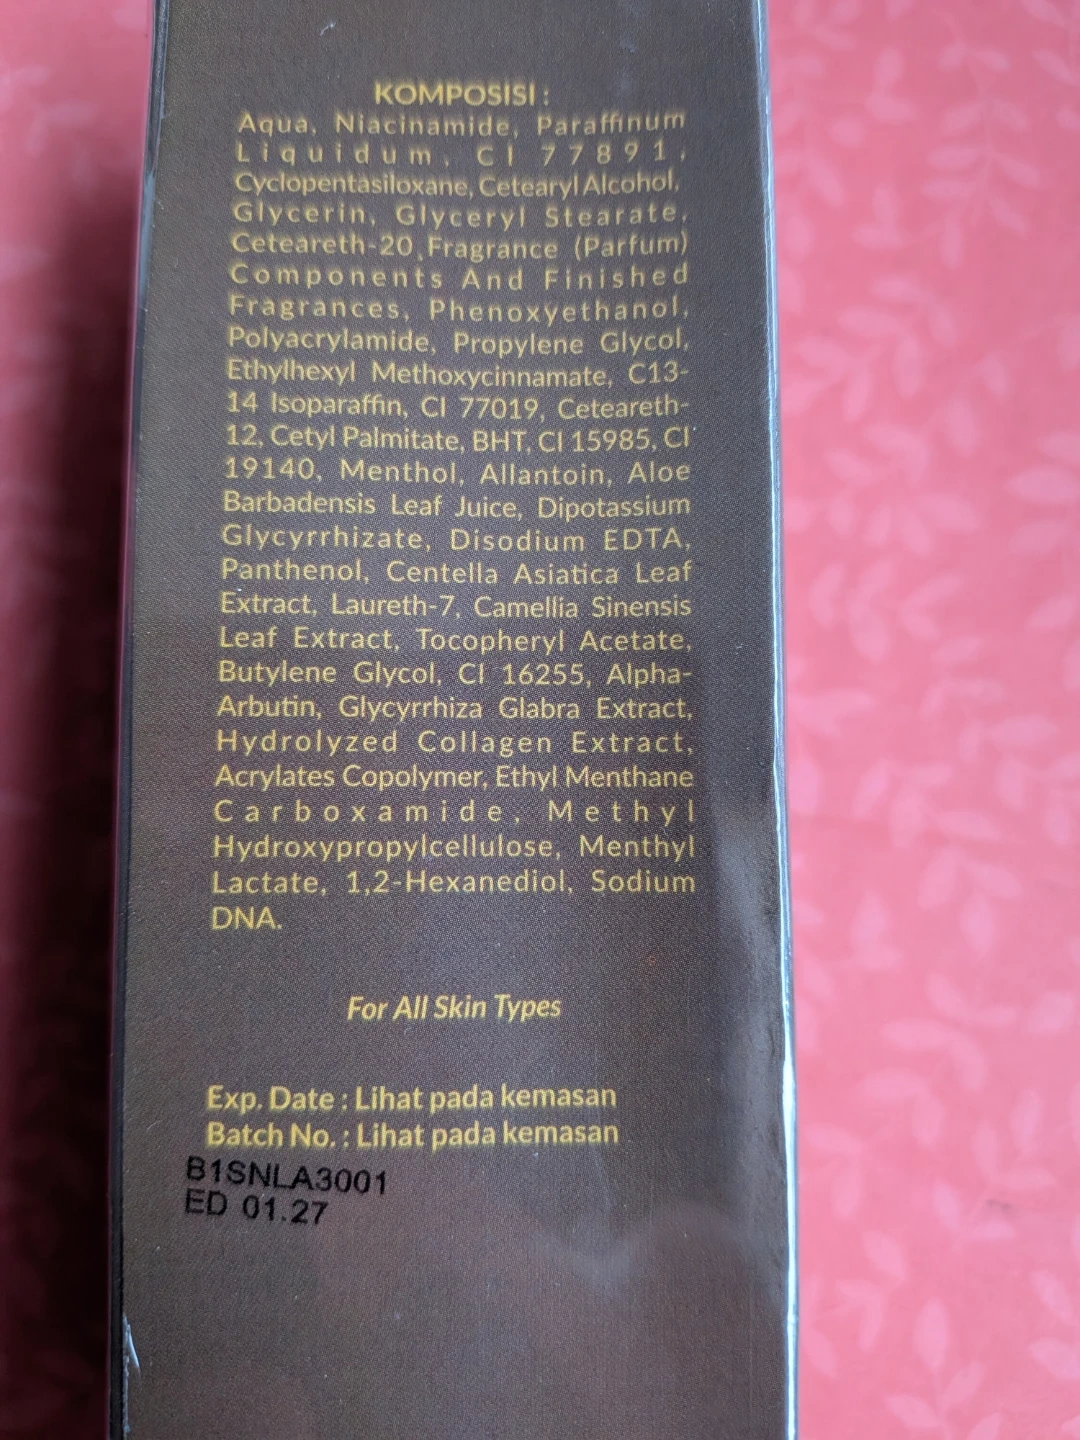 KOMPOSISI :
Aqua, Niacinamide, Paraffinum
Liquidum, CI 77891,
Cyclopentasiloxane, Cetearyl Alcohol,
Glycerin, Glyceryl Stearate,
Ceteareth-20, Fragrance (Parfum)
Components And Finished
Fragrances, Phenoxyethanol,
Polyacrylamide, Propylene Glycol,
Ethylhexyl Methoxycinnamate, C13-
14 Isoparaffin, CI 77019, Ceteareth-
12, Cetyl Palmitate, BHT, CI 15985, CI
19140, Menthol, Allantoin, Aloe
Barbadensis Leaf Juice, Dipotassium
Glycyrrhizate, Disodium EDTA,
Panthenol, Centella Asiatica Leaf
Extract, Laureth-7, Camellia Sinensis
Leaf Extract, Tocopheryl Acetate,
Butylene Glycol, CI 16255, Alpha-
Arbutin, Glycyrrhiza Glabra Extract,
Hydrolyzed Collagen Extract,
Acrylates Copolymer, Ethyl Menthane
Carboxamide, Methyl
Hydroxypropylcellulose, Menthyl
Lactate, 1,2-Hexanediol, Sodium
DNA.
For All Skin Types
Exp. Date : Lihat pada kemasan
Batch No. : Lihat pada kemasan
B1SNLA3001
ED 01.27